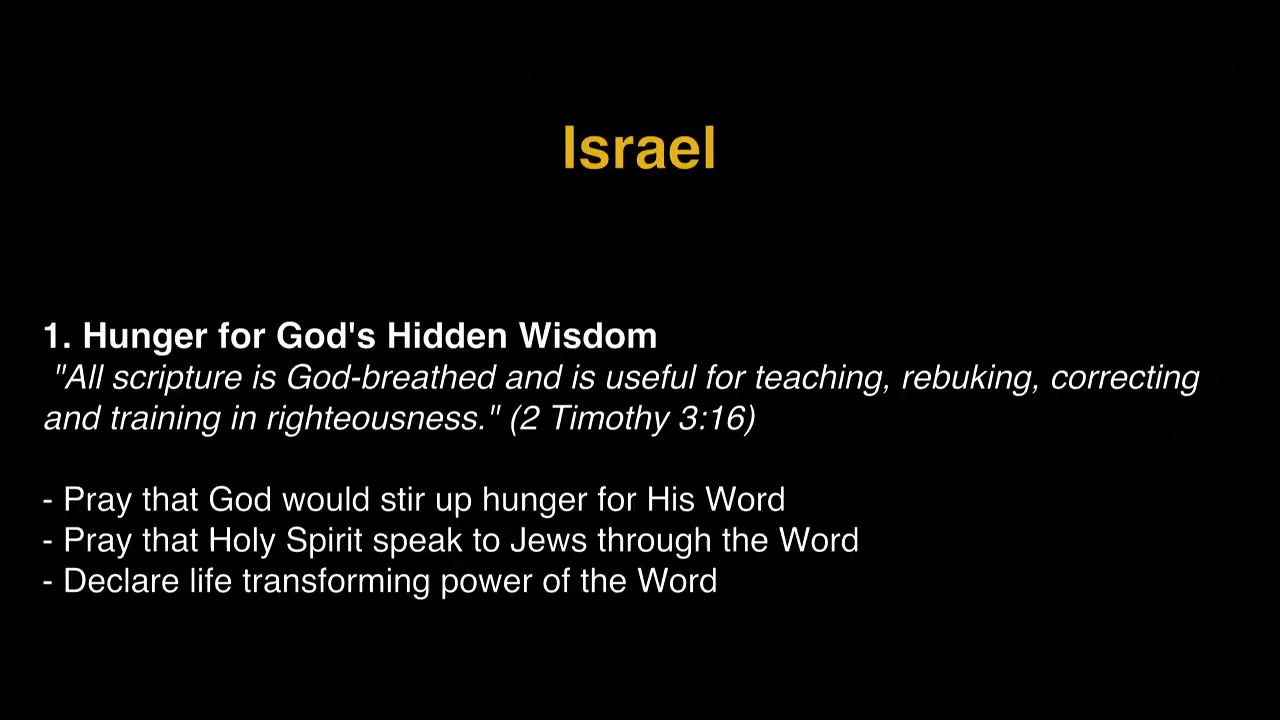 Israel
1. Hunger for God's Hidden Wisdom
"All scripture is God-breathed and is useful for teaching, rebuking, correcting
and training in righteousness." (2 Timothy 3:16)
- Pray that God would stir up hunger for His Word
- Pray that Holy Spirit speak to Jews through the Word
- Declare life transforming power of the Word